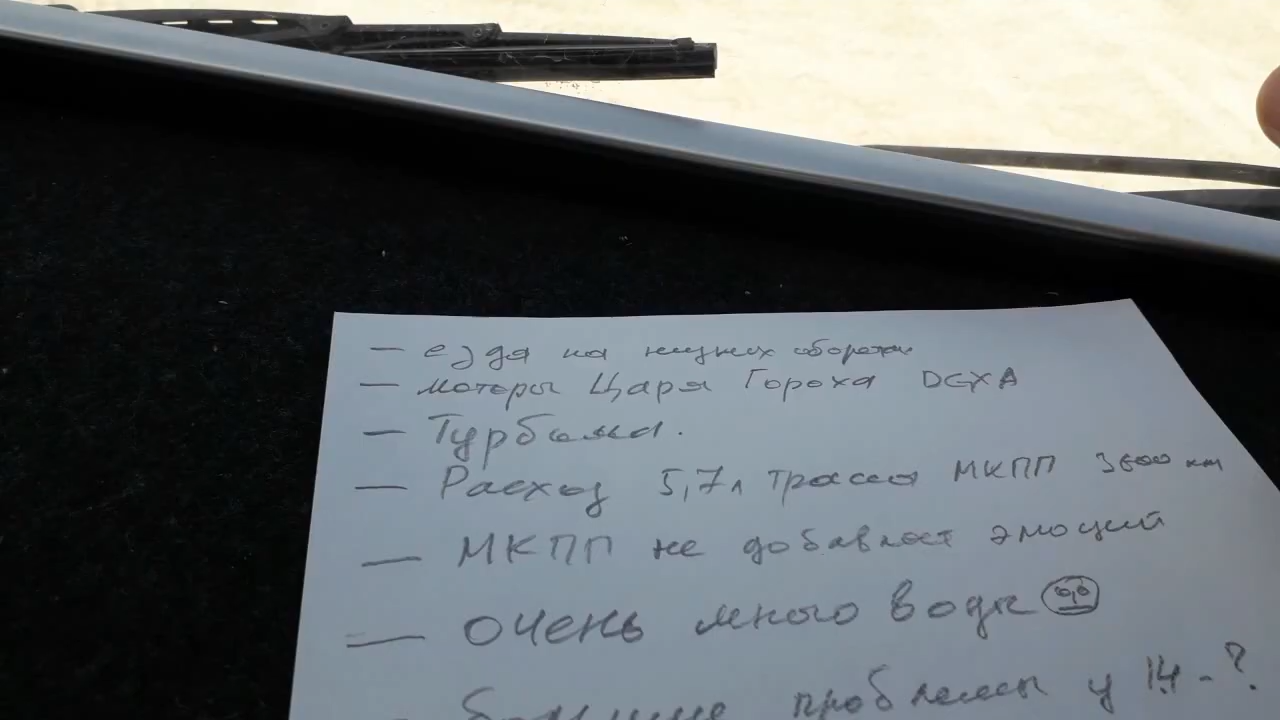 — езда на низких оборотах
— моторы Царя Гороха DGXA
— Турбояма.
— Расход 5,7л трасса МКПП 3600 км
— МКПП не добавляет эмоций
— очень много воды
— большие проблемы у 1.4-?